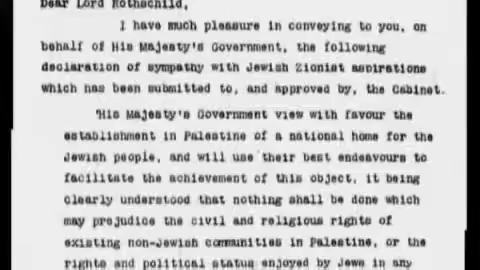 Dear Lord Rothschild,
I have much pleasure in conveying to you, on
behalf of His Majesty's Government, the following
declaration of sympathy with Jewish Zionist aspirations
which has been submitted to, and approved by, the Cabinet.
'His Majesty's Government view with favour the
establishment in Palestine of a national home for the
Jewish people, and will use their best endeavours to
facilitate the achievement of this object, it being
clearly understood that nothing shall be done which
may prejudice the civil and religious rights of
existing non-Jewish communities in Palestine, or the
rights and political status enjoyed by Jews in any